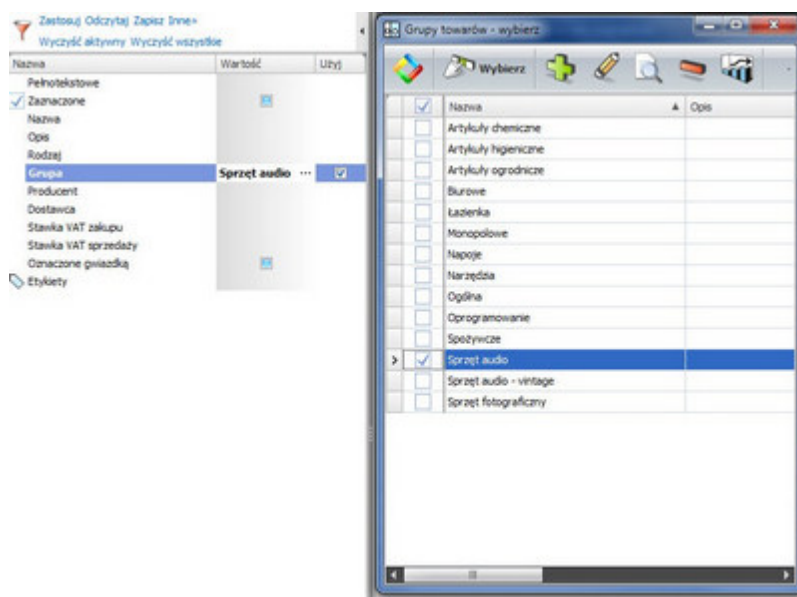 Zastosuj Odczytaj Zapisz Inne»
Wyczyść aktywny Wyczyść wszystkie
Nazwa Wartość Użyj
Pełnotekstowe
Zaznaczone
Nazwa
Opis
Rodzaj
Grupa Sprzęt audio ...
Producent
Dostawca
Stawka VAT zakupu
Stawka VAT sprzedaży
Oznaczone gwiazdką
Etykiety
Grupy towarów - wybierz
Wybierz
Nazwa Opis
Artykuły chemiczne
Artykuły higieniczne
Artykuły ogrodnicze
Biurowe
Łazienka
Monopolowe
Napoje
Narzędzia
Ogólna
Oprogramowanie
Spożywcze
Sprzęt audio
Sprzęt audio - vintage
Sprzęt fotograficzny